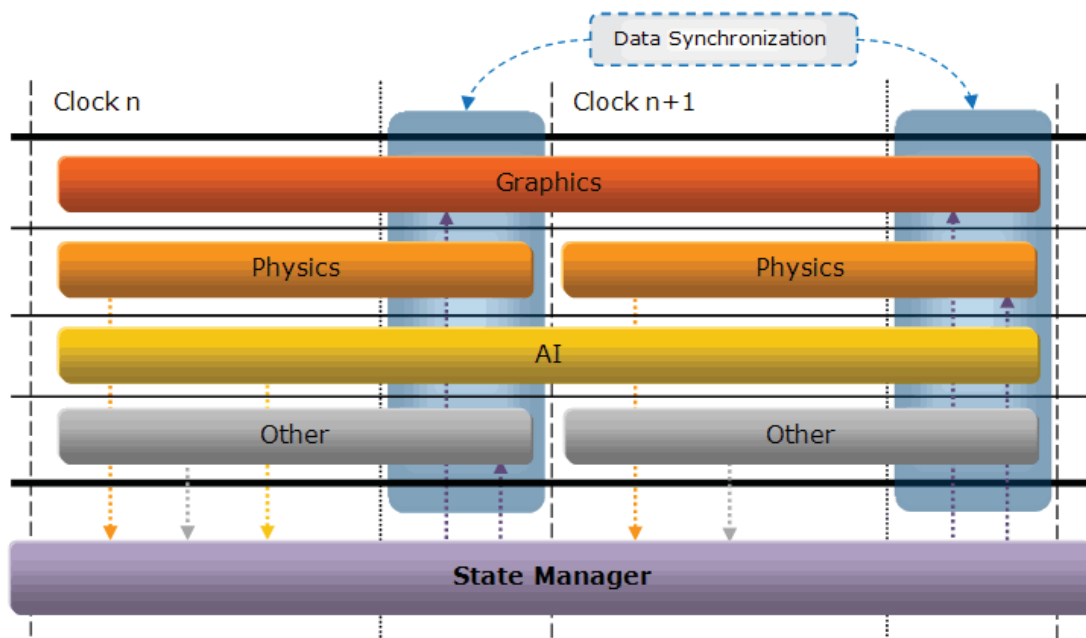 Data Synchronization
Clock n
Clock n+1
Graphics
Physics
Physics
AI
Other
Other
State Manager